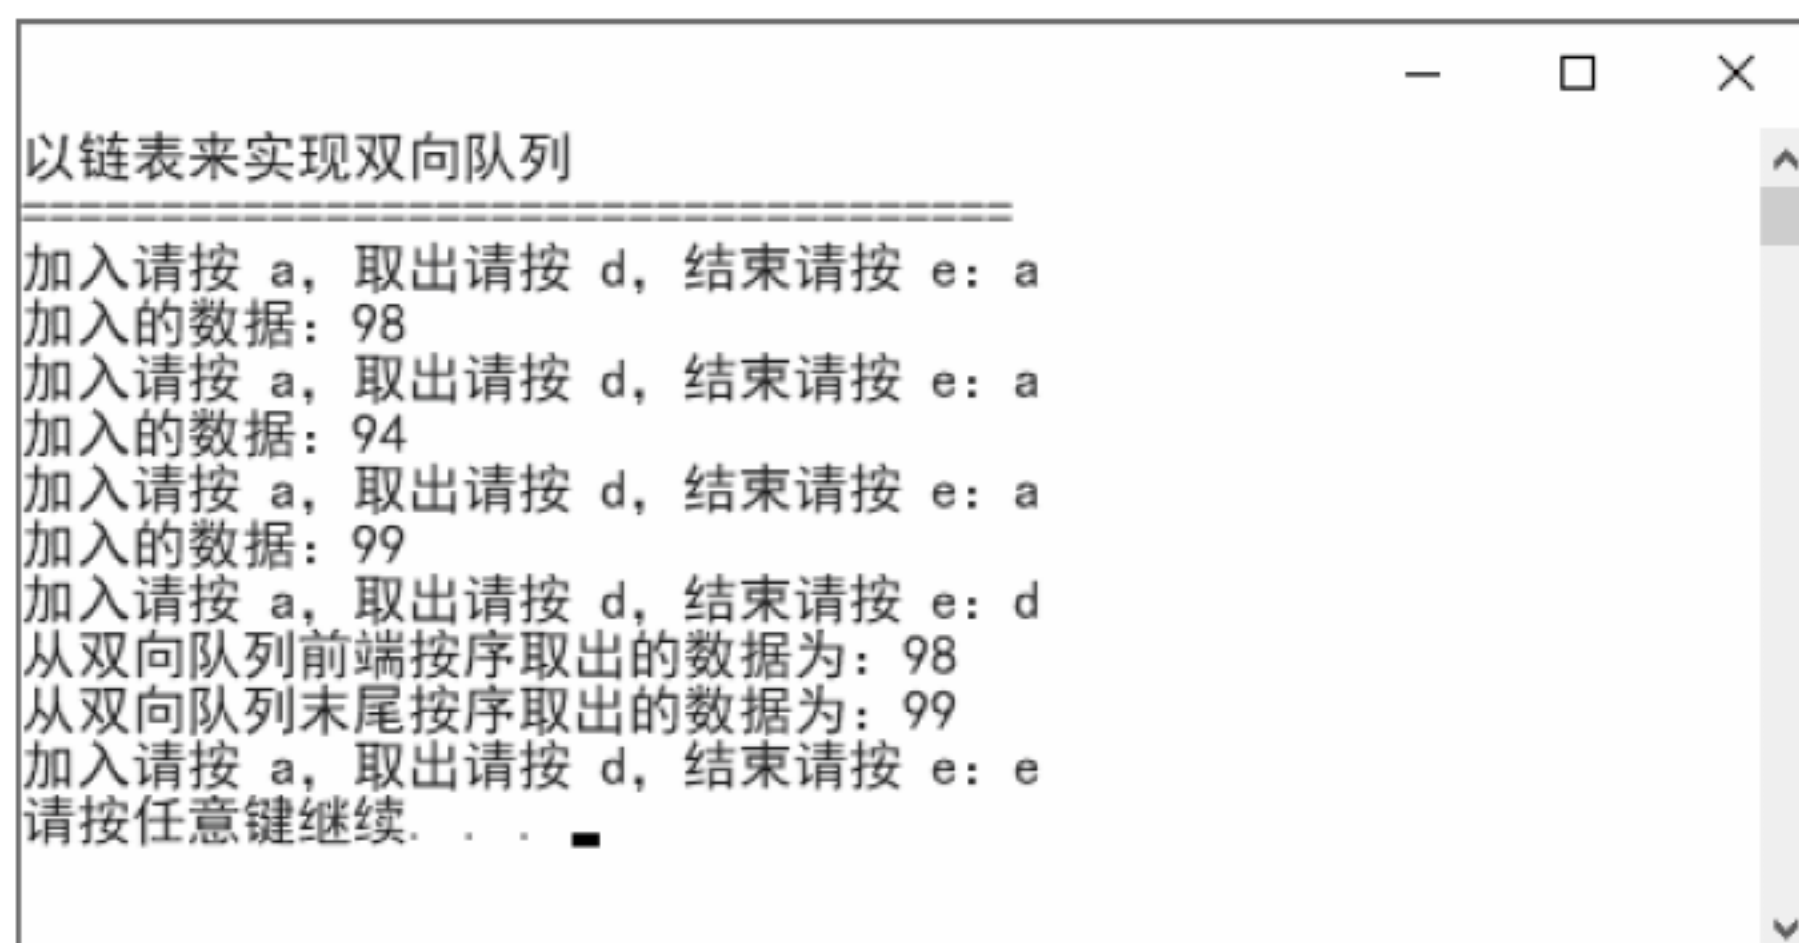 以链表来实现双向队列
====================================
加入请按 a，取出请按 d，结束请按 e：a
加入的数据：98
加入请按 a，取出请按 d，结束请按 e：a
加入的数据：94
加入请按 a，取出请按 d，结束请按 e：a
加入的数据：99
加入请按 a，取出请按 d，结束请按 e：d
从双向队列前端按序取出的数据为：98
从双向队列末尾按序取出的数据为：99
加入请按 a，取出请按 d，结束请按 e：e
请按任意键继续. . .